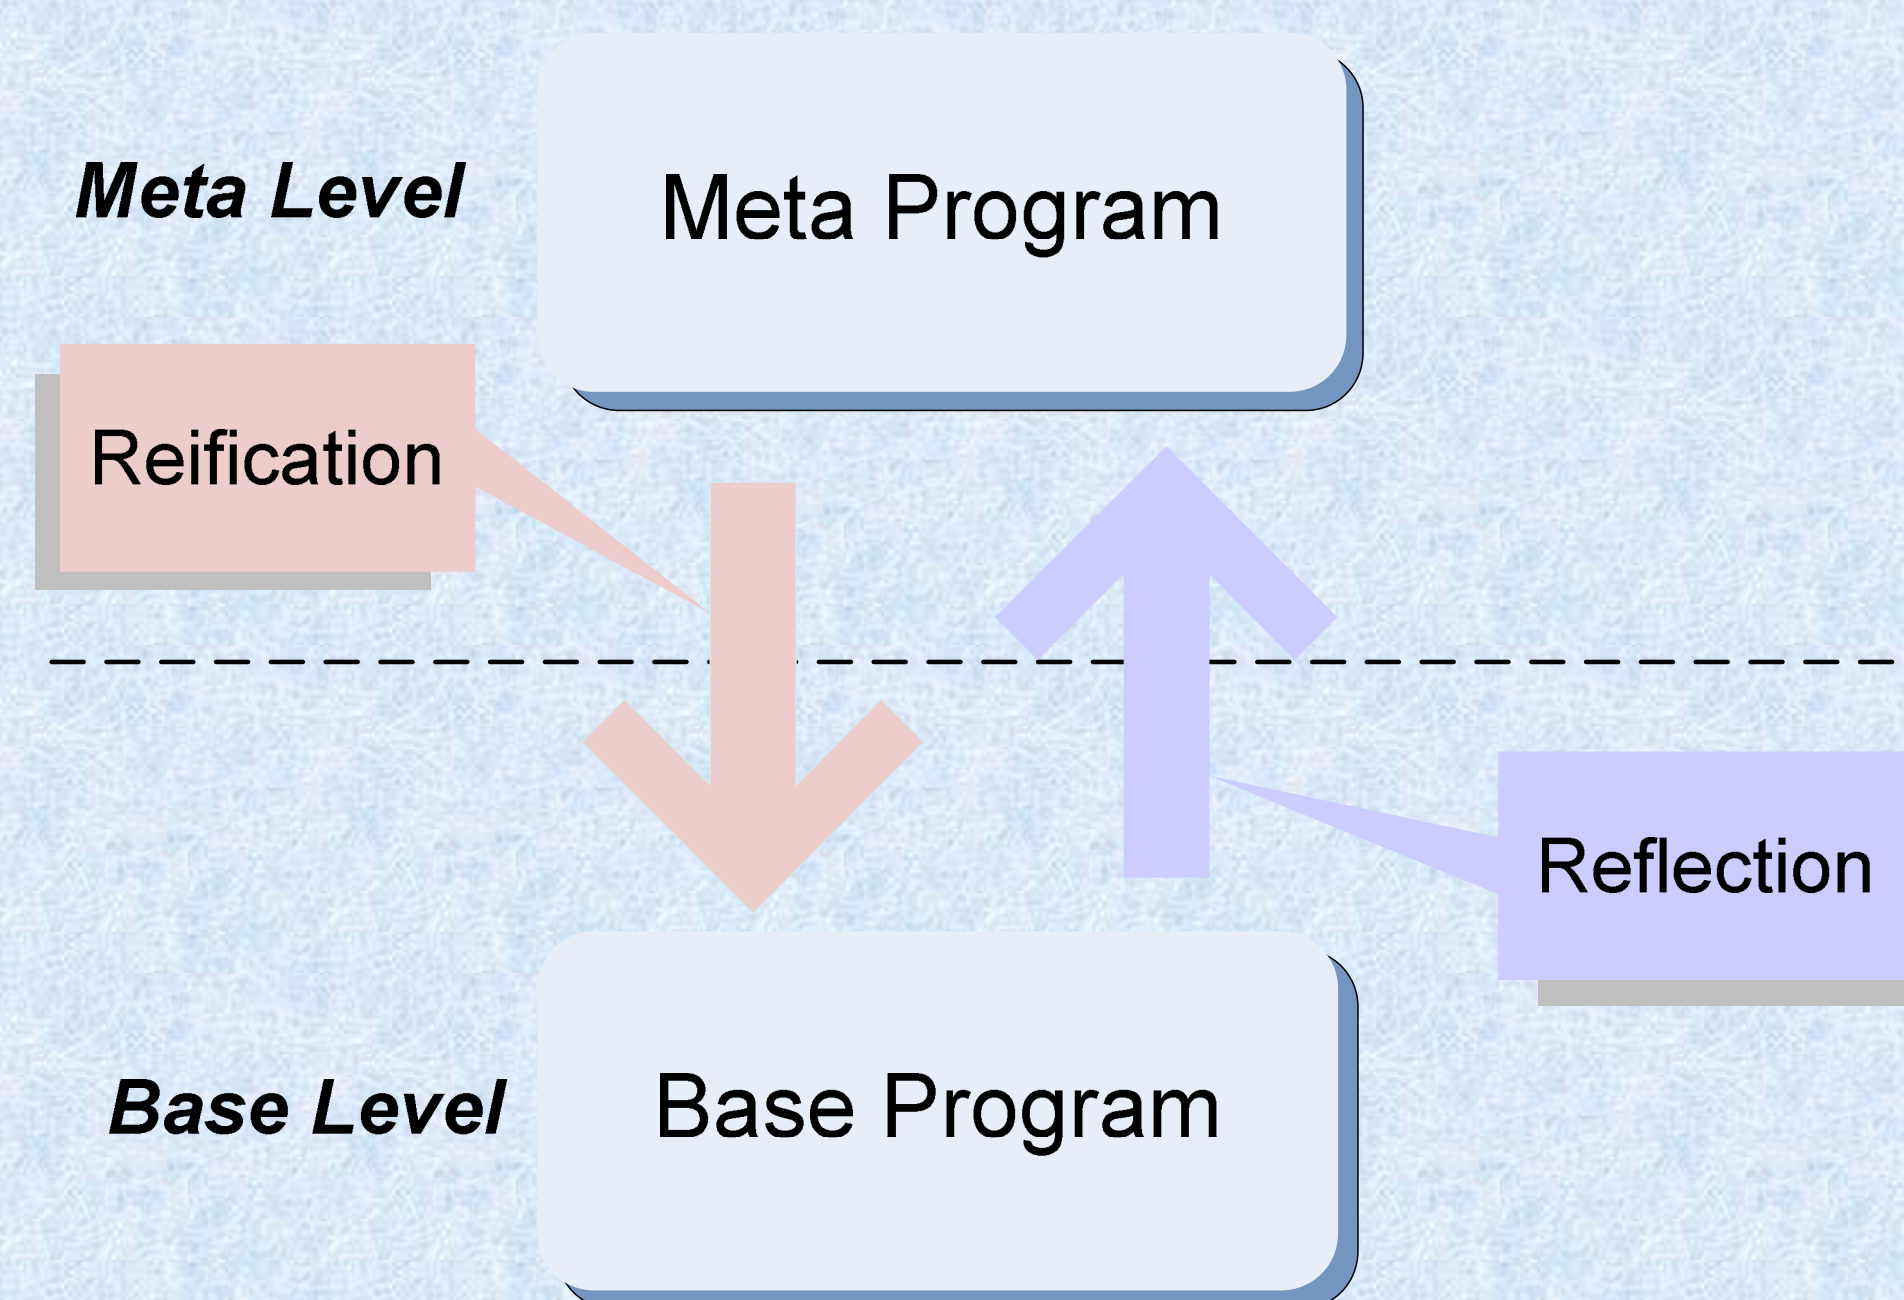 Meta Level
Meta Program
Reification
Reflection
Base Level
Base Program